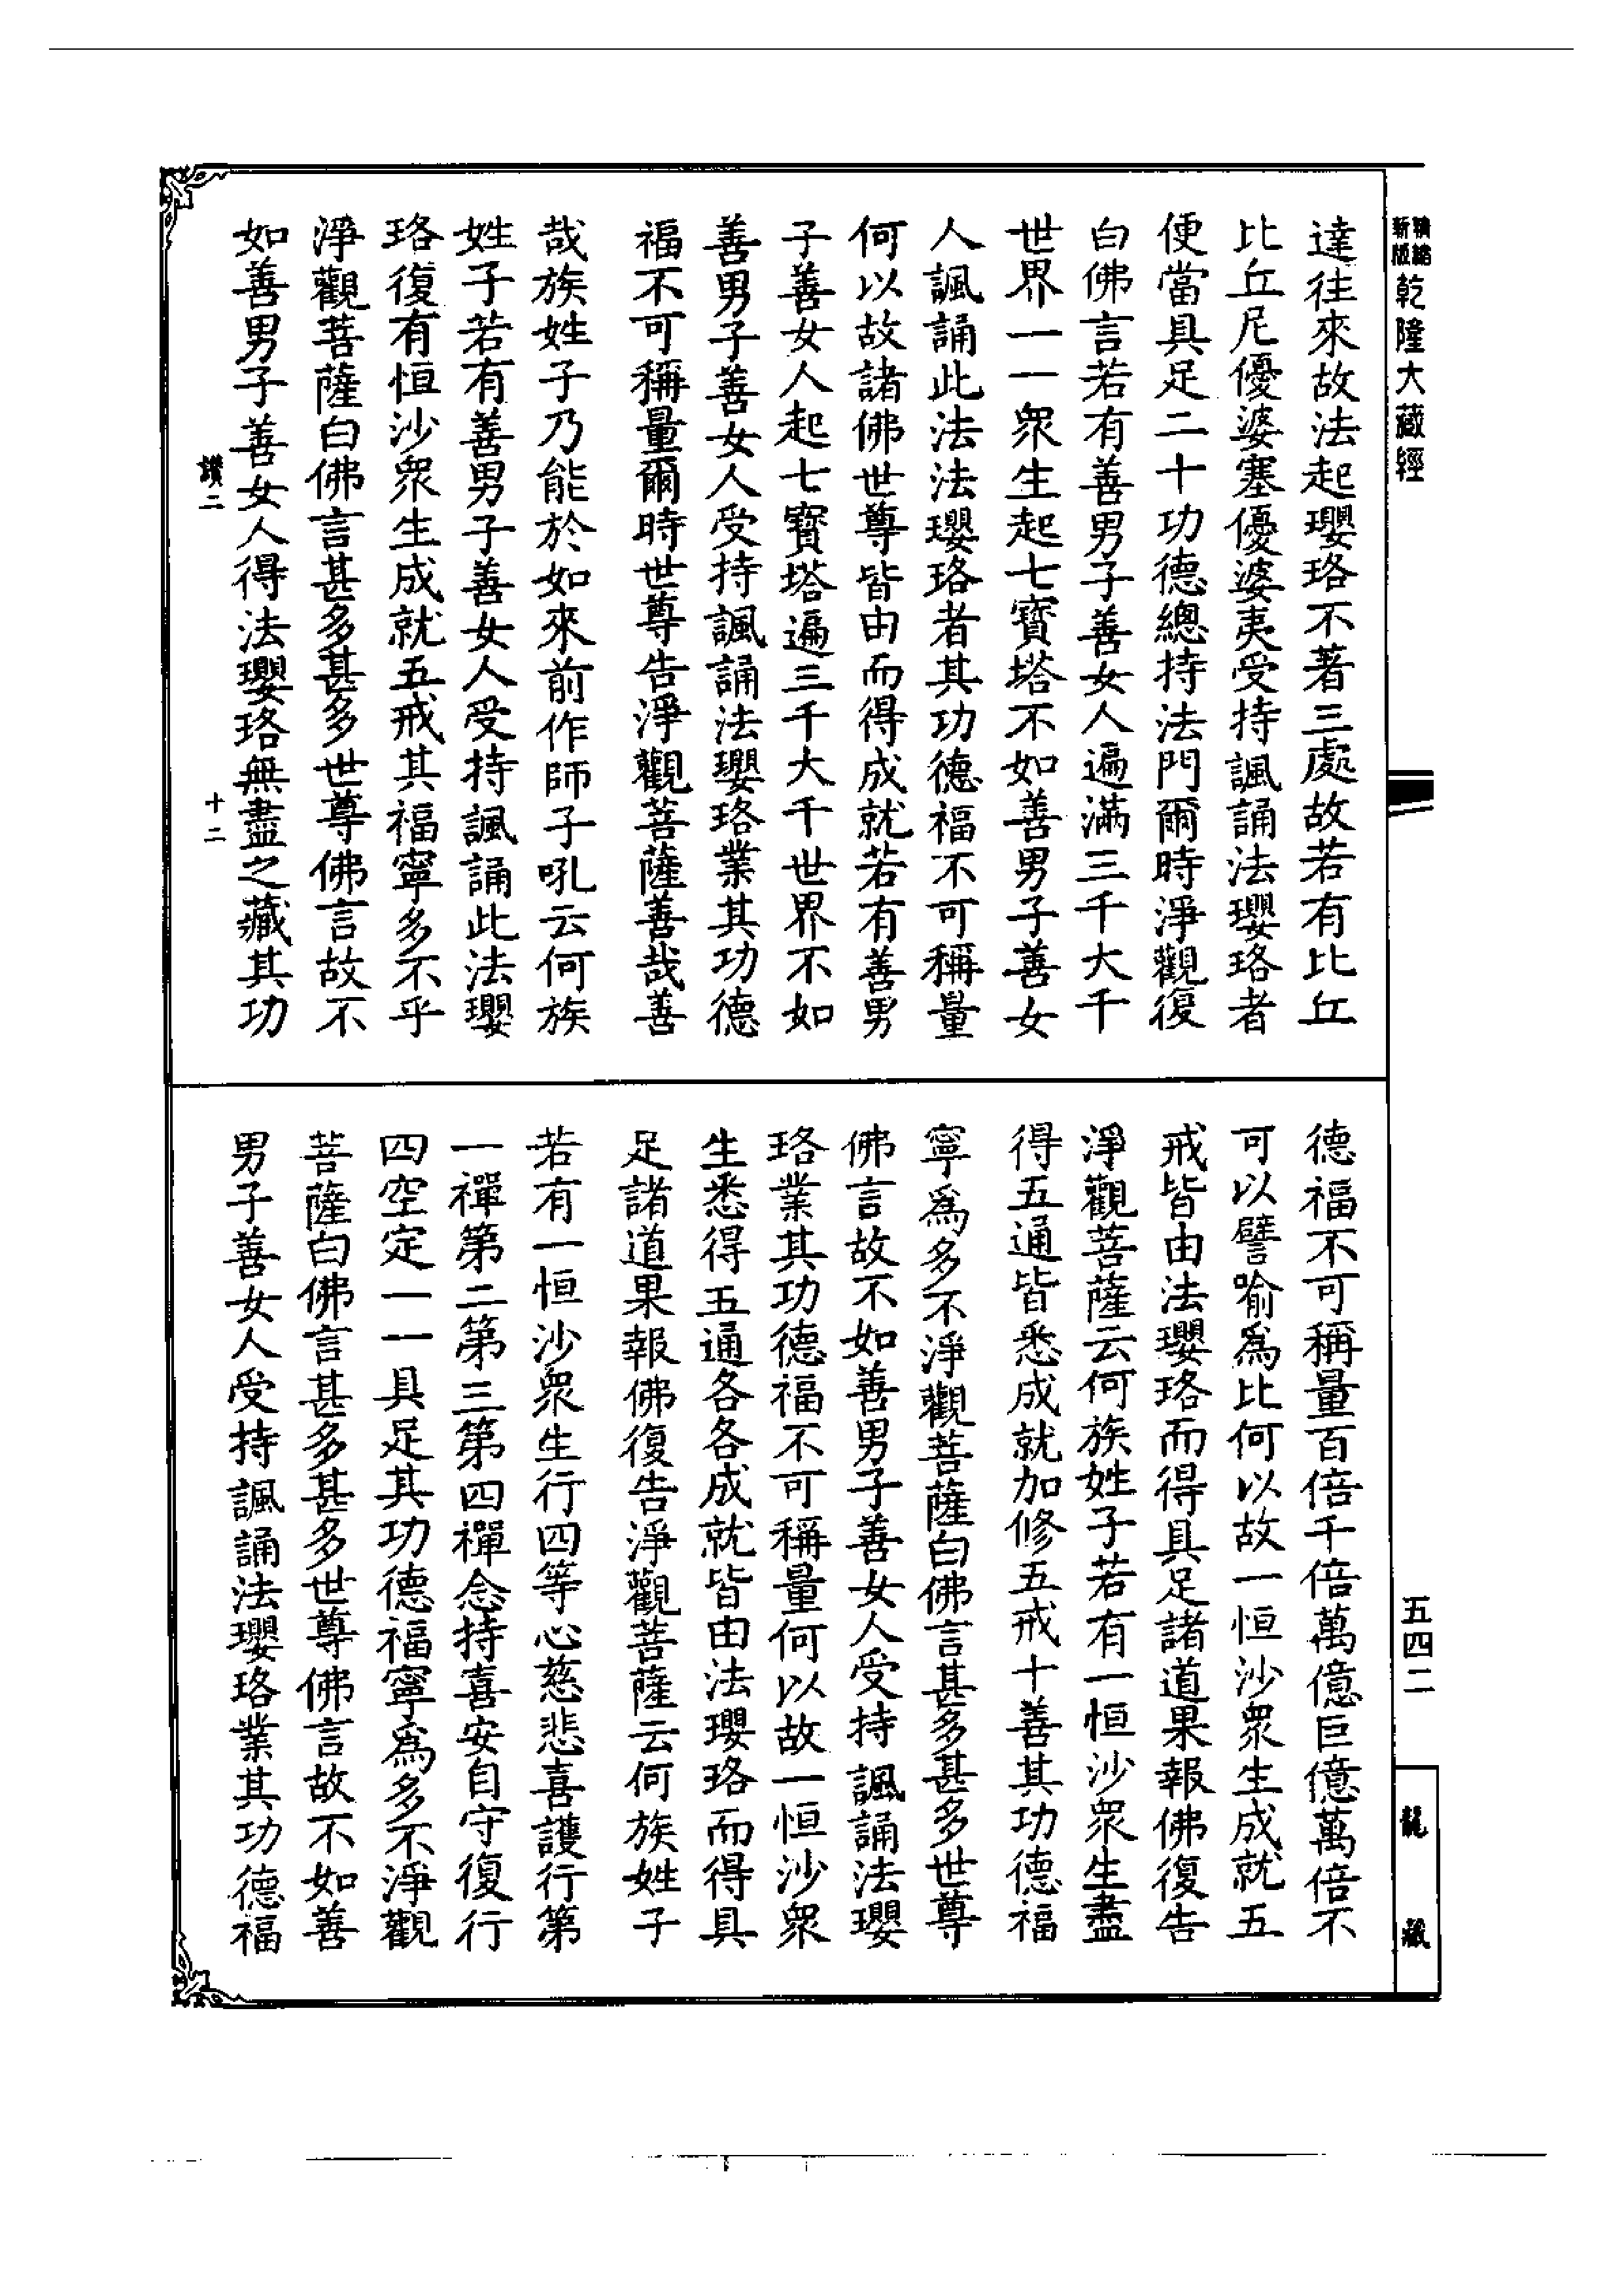 精縮新版乾隆大藏經
達往來故法起瓔珞不著三處故若有比丘
比丘尼優婆塞優婆夷受持諷誦法瓔珞者
便當具足二十功德總持法門爾時淨觀復
白佛言若有善男子善女人遍滿三千大千
世界一一眾生起七寶塔不如善男子善女
人諷誦此法法瓔珞者其功德福不可稱量
何以故諸佛世尊皆由而得成就若有善男
子善女人起七寶塔遍三千大千世界不如
善男子善女人受持諷誦法瓔珞業其功德
福不可稱量爾時世尊告淨觀菩薩善哉善
哉族姓子乃能於如來前作師子吼云何族
姓子若有善男子善女人受持諷誦此法瓔
珞復有恒沙眾生成就五戒其福寧多不乎
淨觀菩薩白佛言甚多甚多世尊佛言故不
如善男子善女人得法瓔珞無盡之藏其功
讚二
十二
德福不可稱量百倍千倍萬億巨億萬倍不
可以譬喻為比何以故一恒沙眾生成就五
戒皆由法瓔珞而得具足諸道果報佛復告
淨觀菩薩云何族姓子若有一恒沙眾生盡
得五通皆悉成就加修五戒十善其功德福
寧為多不淨觀菩薩白佛言甚多甚多世尊
佛言故不如善男子善女人受持諷誦法瓔
珞業其功德福不可稱量何以故一恒沙眾
生悉得五通各各成就皆由法瓔珞而得具
足諸道果報佛復告淨觀菩薩云何族姓子
若有一恒沙眾生行四等心慈悲喜護行第
一禪第二第三第四禪念持喜安自守復行
四空定一一具足其功德福寧為多不淨觀
菩薩白佛言甚多甚多世尊佛言故不如善
男子善女人受持諷誦法瓔珞業其功德福
五四二
龍藏